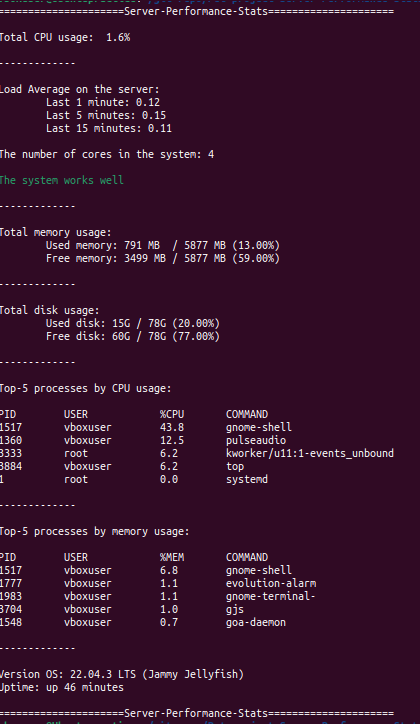 =====================Server-Performance-Stats=====================
Total CPU usage:  1.6%
-------------
Load Average on the server:
        Last 1 minute: 0.12
        Last 5 minutes: 0.15
        Last 15 minutes: 0.11
The number of cores in the system: 4
The system works well
-------------
Total memory usage:
        Used memory: 791 MB  / 5877 MB (13.00%)
        Free memory: 3499 MB / 5877 MB (59.00%)
-------------
Total disk usage:
        Used disk: 15G / 78G (20.00%)
        Free disk: 60G / 78G (77.00%)
-------------
Top-5 processes by CPU usage:
PID        USER            %CPU       COMMAND
1517       vboxuser        43.8       gnome-shell
1360       vboxuser        12.5       pulseaudio
3333       root            6.2        kworker/u11:1-events_unbound
3884       vboxuser        6.2        top
1          root            0.0        systemd
-------------
Top-5 processes by memory usage:
PID        USER            %MEM       COMMAND
1517       vboxuser        6.8        gnome-shell
1777       vboxuser        1.1        evolution-alarm
1983       vboxuser        1.1        gnome-terminal-
3704       vboxuser        1.0        gjs
1548       vboxuser        0.7        goa-daemon
-------------
Version OS: 22.04.3 LTS (Jammy Jellyfish)
Uptime: up 46 minutes
=====================Server-Performance-Stats=====================